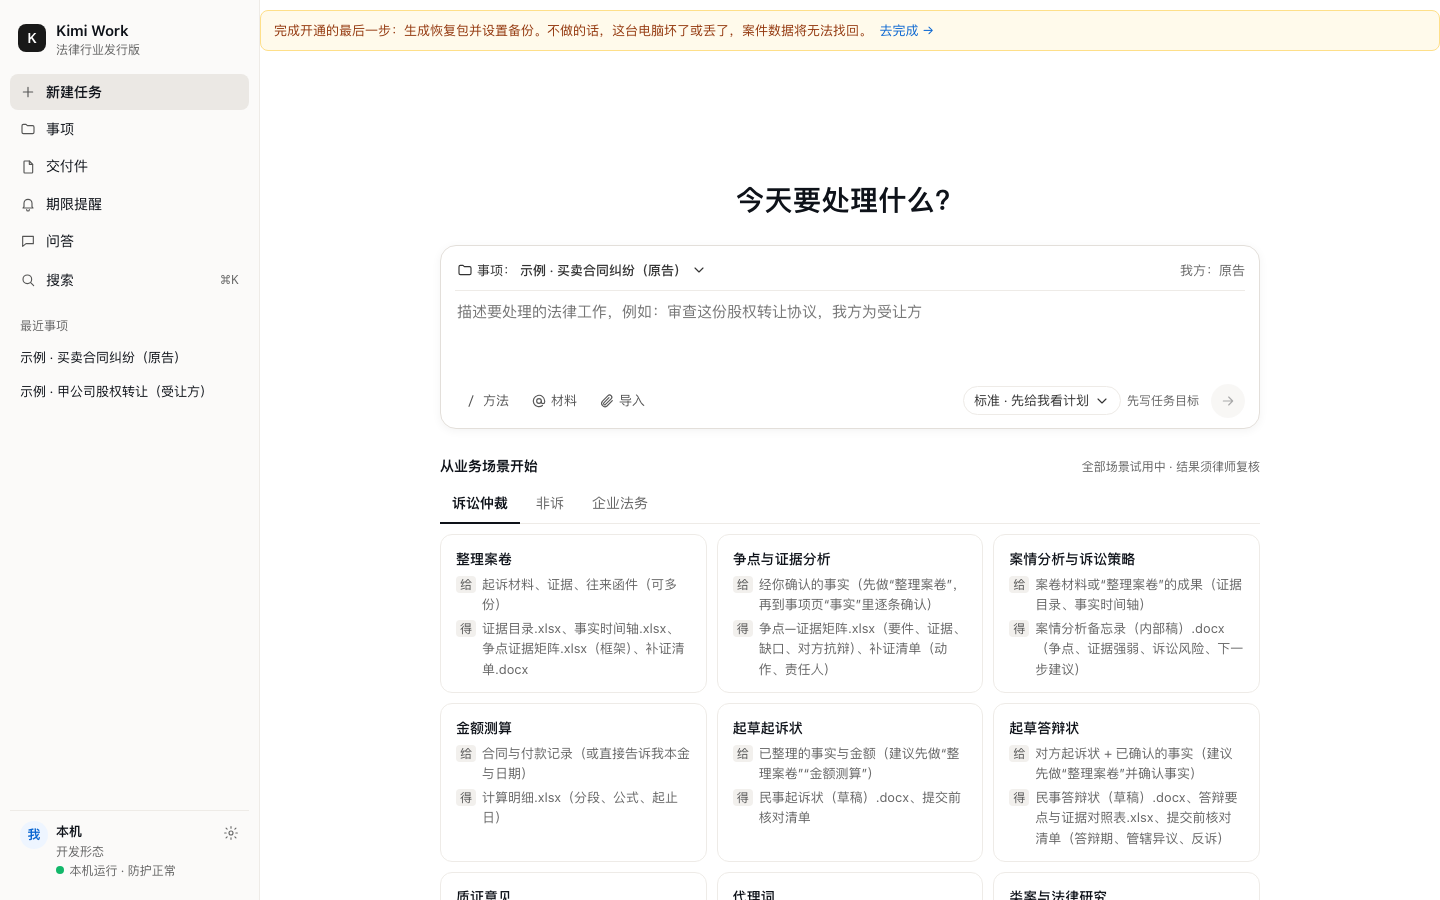 K
Kimi Work
法律行业发行版
新建任务
事项
交付件
期限提醒
问答
搜索 ⌘K
最近事项
示例 · 买卖合同纠纷（原告）
示例 · 甲公司股权转让（受让方）
我
本机
开发形态
本机运行 · 防护正常
完成开通的最后一步：生成恢复包并设置备份。不做的话，这台电脑坏了或丢了，案件数据将无法找回。 去完成 →
今天要处理什么？
事项： 示例 · 买卖合同纠纷（原告） 我方：原告
描述要处理的法律工作，例如：审查这份股权转让协议，我方为受让方
/ 方法 @ 材料 导入 标准 · 先给我看计划 先写任务目标 →
从业务场景开始 全部场景试用中 · 结果须律师复核
诉讼仲裁 非诉 企业法务
整理案卷
给 起诉材料、证据、往来函件（可多
份）
得 证据目录.xlsx、事实时间轴.xlsx、
争点证据矩阵.xlsx（框架）、补证清
单.docx
争点与证据分析
给 经你确认的事实（先做“整理案卷”，
再到事项页“事实”里逐条确认）
得 争点—证据矩阵.xlsx（要件、证据、
缺口、对方抗辩）、补证清单（动
作、责任人）
案情分析与诉讼策略
给 案卷材料或“整理案卷”的成果（证据
目录、事实时间轴）
得 案情分析备忘录（内部稿）.docx
（争点、证据强弱、诉讼风险、下一
步建议）
金额测算
给 合同与付款记录（或直接告诉我本金
与日期）
得 计算明细.xlsx（分段、公式、起止
日）
起草起诉状
给 已整理的事实与金额（建议先做“整
理案卷”“金额测算”）
得 民事起诉状（草稿）.docx、提交前
核对清单
起草答辩状
给 对方起诉状 + 已确认的事实（建议
先做“整理案卷”并确认事实）
得 民事答辩状（草稿）.docx、答辩要
点与证据对照表.xlsx、提交前核对
清单（答辩期、管辖异议、反诉）
质证意见
代理词
类案与法律研究